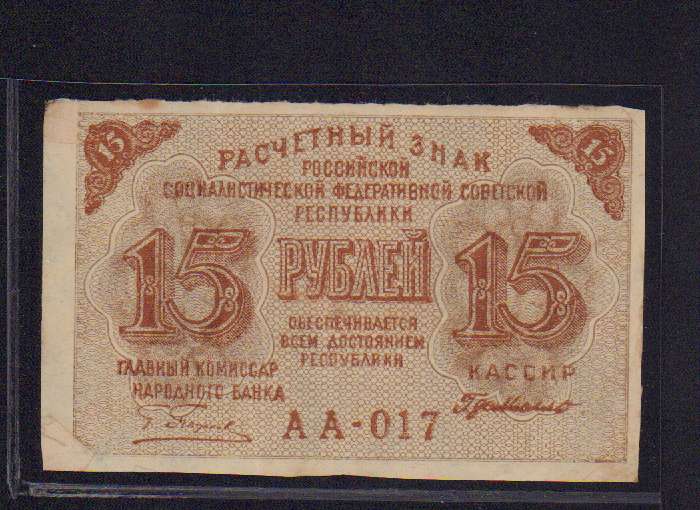 15
15
РАСЧЕТНЫЙ ЗНАК
РОССИЙСКОЙ
СОЦИАЛИСТИЧЕСКОЙ ФЕДЕРАТИВНОЙ СОВЕТСКОЙ
РЕСПУБЛИКИ
15 РУБЛЕЙ 15
ОБЕСПЕЧИВАЕТСЯ
ВСЕМ ДОСТОЯНИЕМ
РЕСПУБЛИКИ
ГЛАВНЫЙ КОМИССАР
НАРОДНОГО БАНКА
КАССИР
АА-017